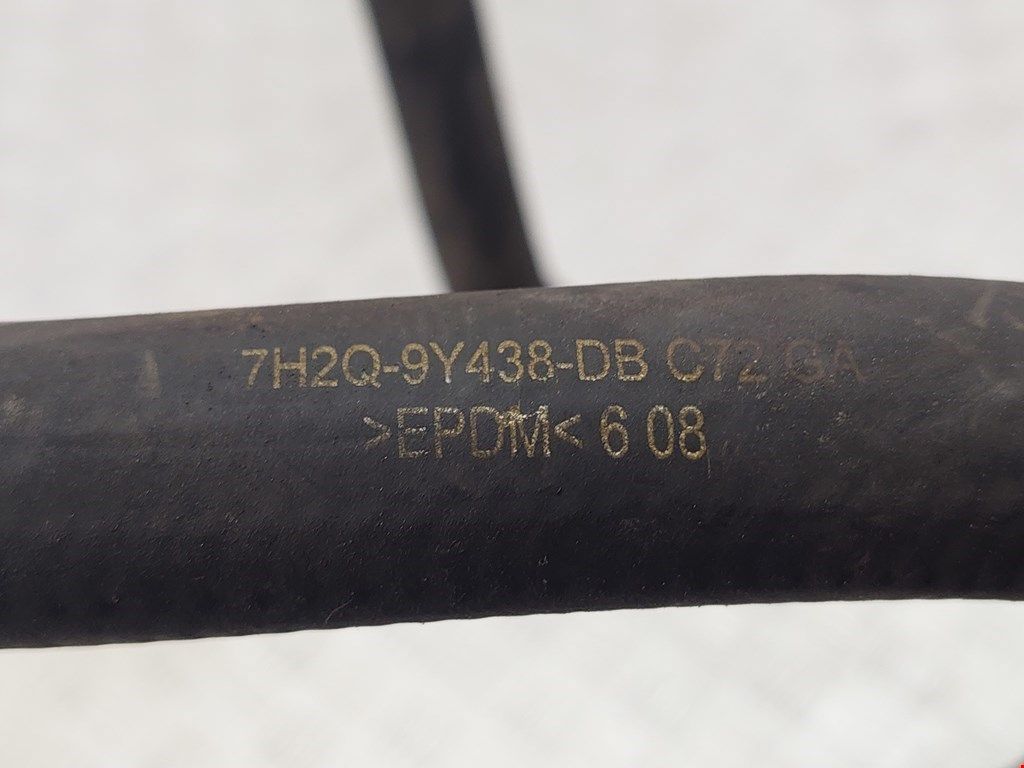 7H2Q-9Y438-DB C72 GA
>EPDM< 6 08